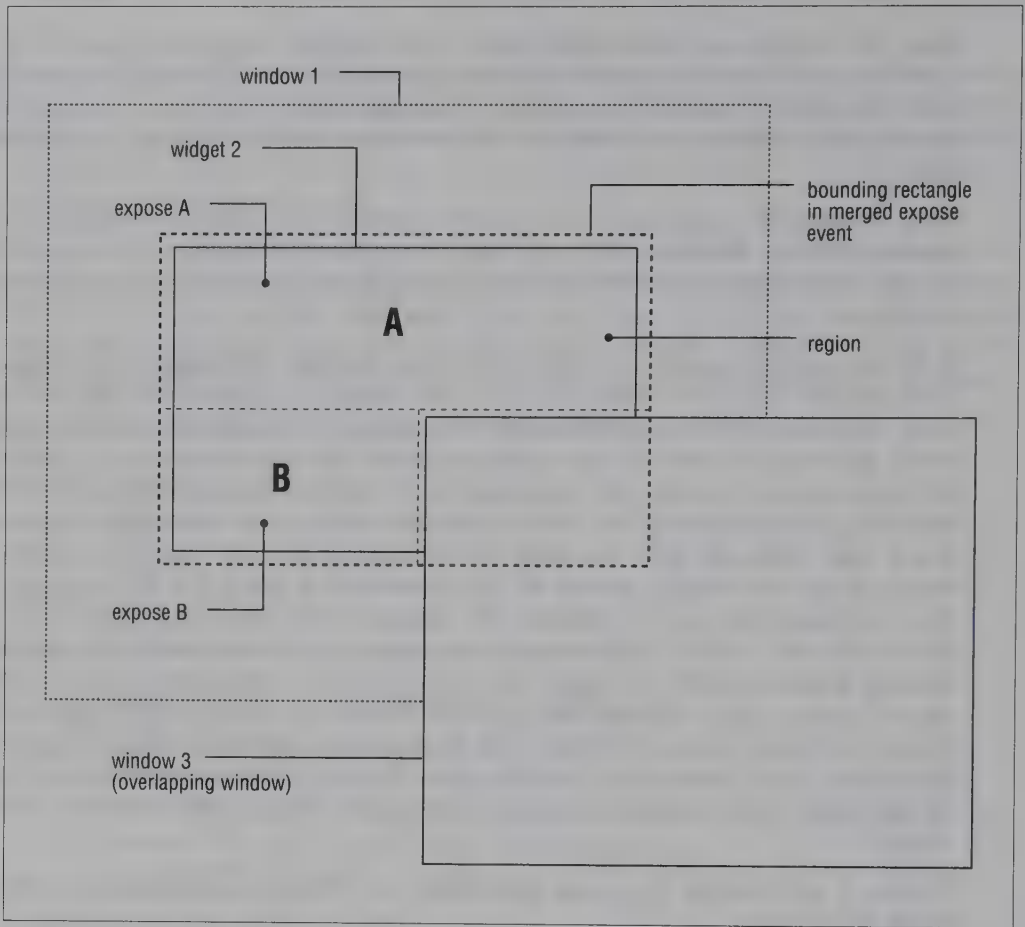 window 1
widget 2
expose A
bounding rectangle
in merged expose
event
A
region
B
expose B
window 3
(overlapping window)